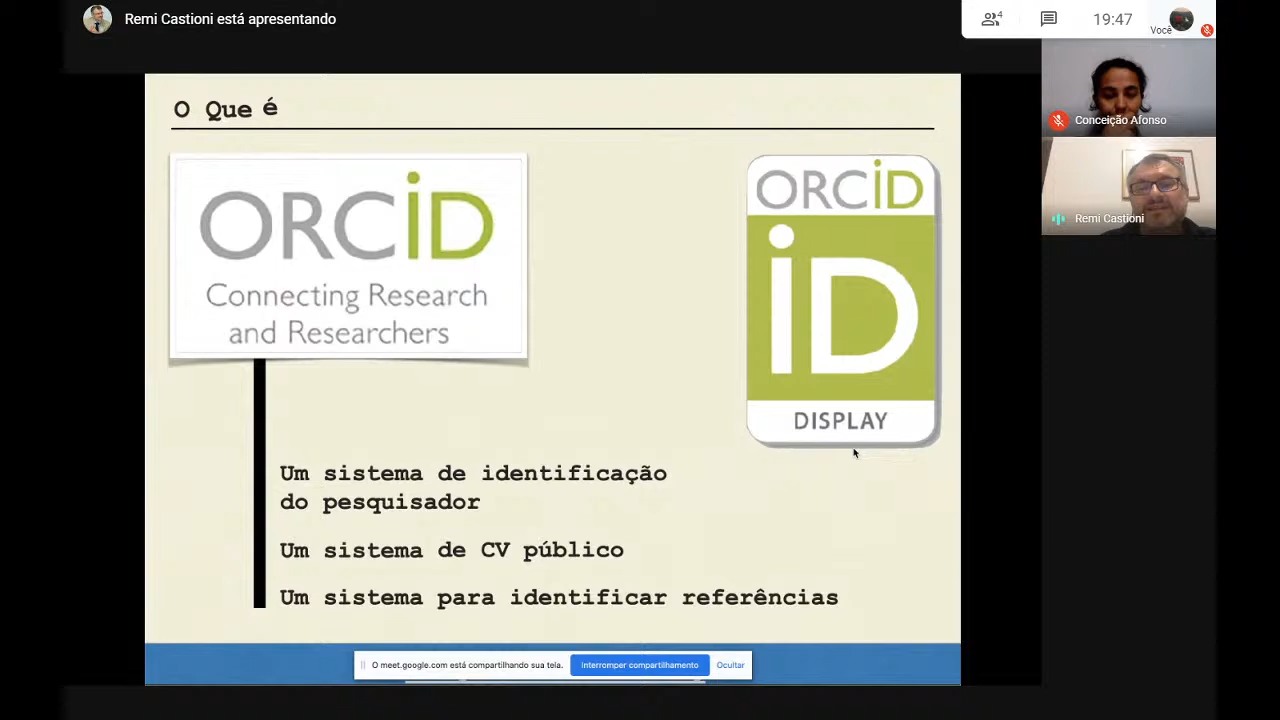 Remi Castioni está apresentando
4
19:47
Você
Conceição Afonso
Remi Castioni
O Que é
ORCiD
Connecting Research
and Researchers
ORCiD
iD
DISPLAY
Um sistema de identificação
do pesquisador
Um sistema de CV público
Um sistema para identificar referências
O meet.google.com está compartilhando sua tela. Interromper compartilhamento Ocultar